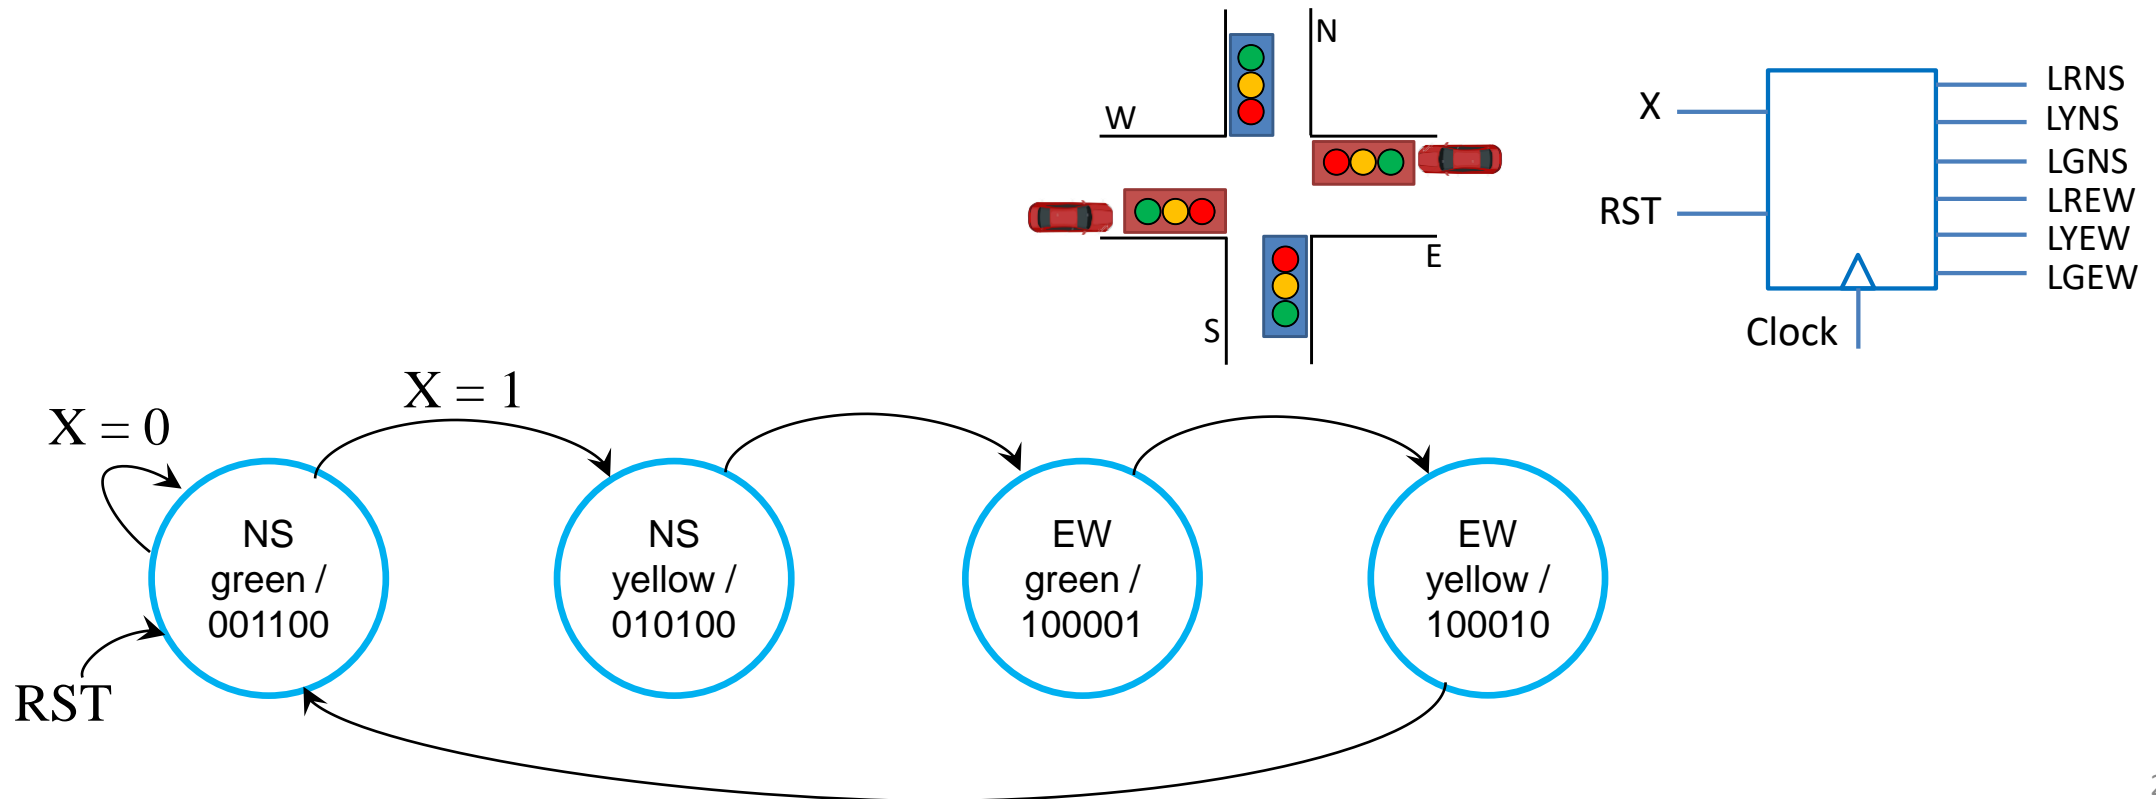 N
W
E
S
X
RST
Clock
LRNS
LYNS
LGNS
LREW
LYEW
LGEW
X = 0
X = 1
RST
NS
green /
001100
NS
yellow /
010100
EW
green /
100001
EW
yellow /
100010